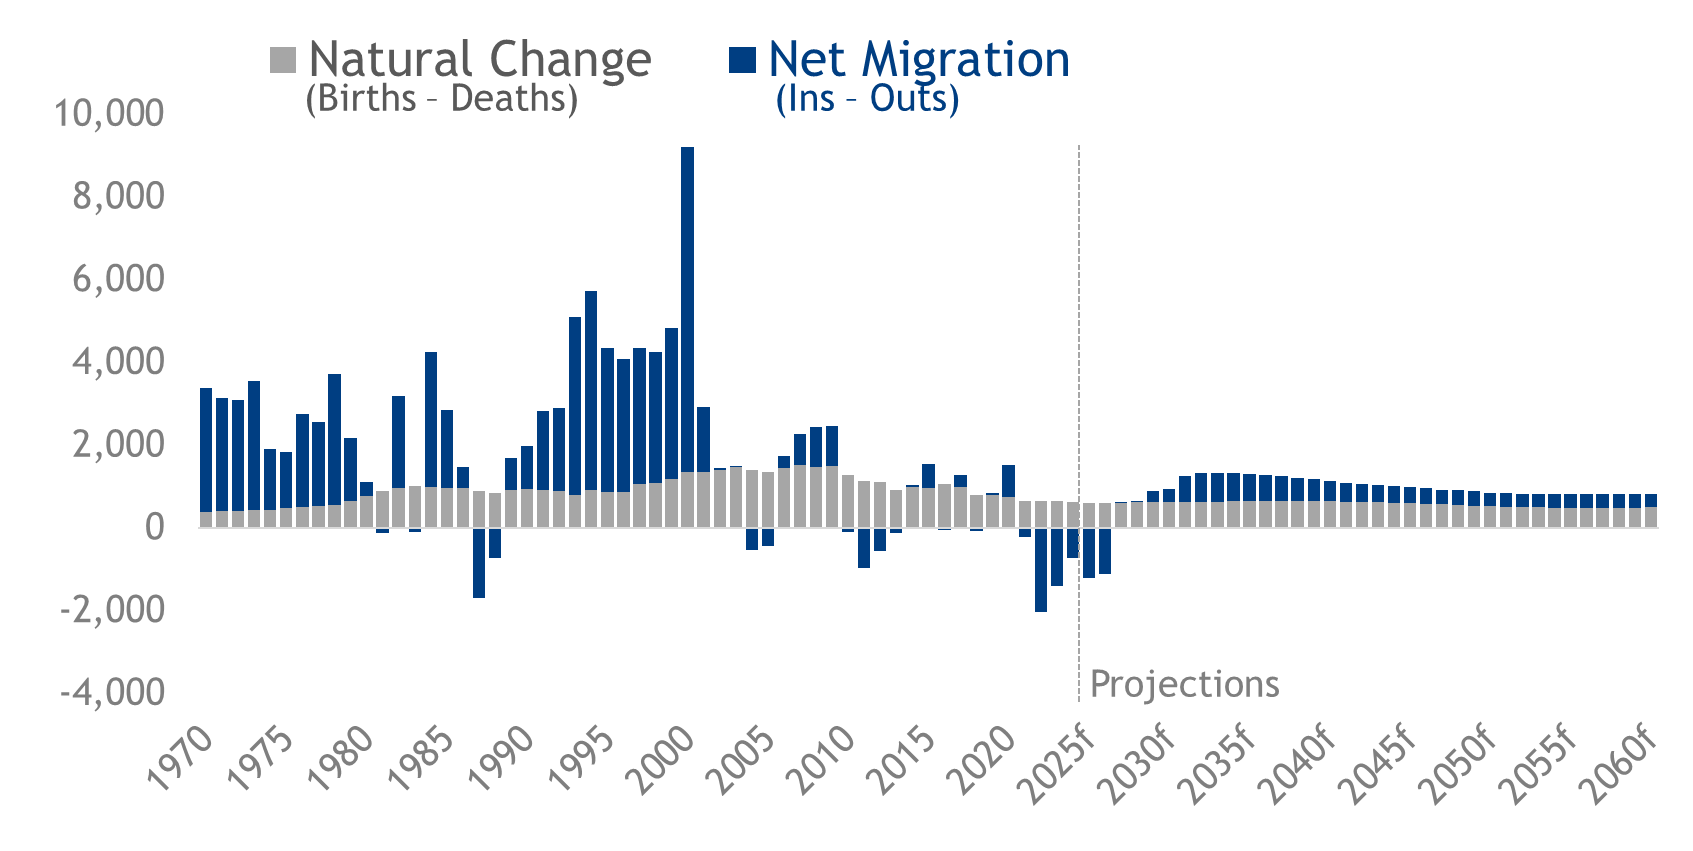 Natural Change
(Births – Deaths)
Net Migration
(Ins – Outs)
10,000
8,000
6,000
4,000
2,000
0
-2,000
-4,000
Projections
1970
1975
1980
1985
1990
1995
2000
2005
2010
2015
2020
2025f
2030f
2035f
2040f
2045f
2050f
2055f
2060f